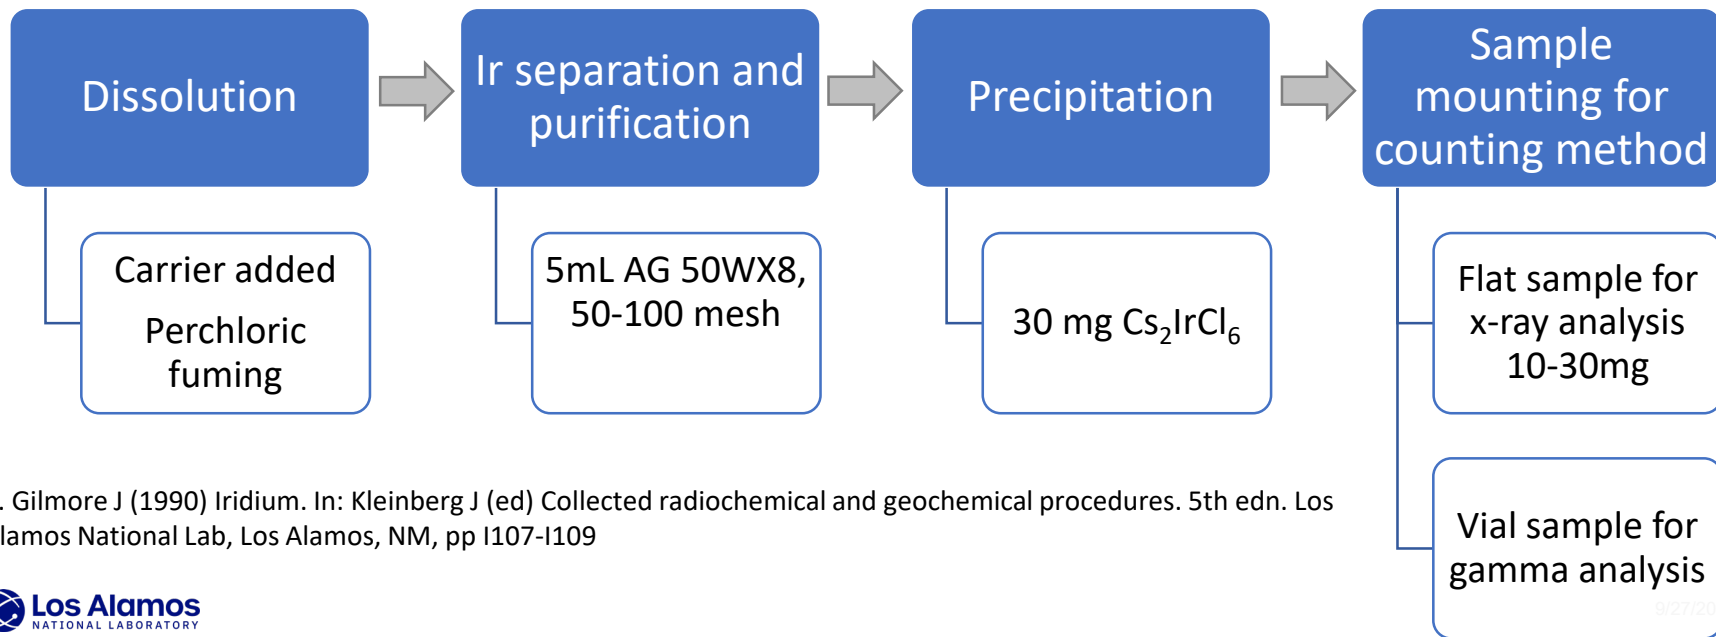 Dissolution
Ir separation and
purification
Precipitation
Sample
mounting for
counting method
Carrier added
Perchloric
fuming
5mL AG 50WX8,
50-100 mesh
30 mg Cs₂IrCl₆
Flat sample for
x-ray analysis
10-30mg
Vial sample for
gamma analysis
. Gilmore J (1990) Iridium. In: Kleinberg J (ed) Collected radiochemical and geochemical procedures. 5th edn. Los
lamos National Lab, Los Alamos, NM, pp I107-I109
Los Alamos
NATIONAL LABORATORY
9/27/20